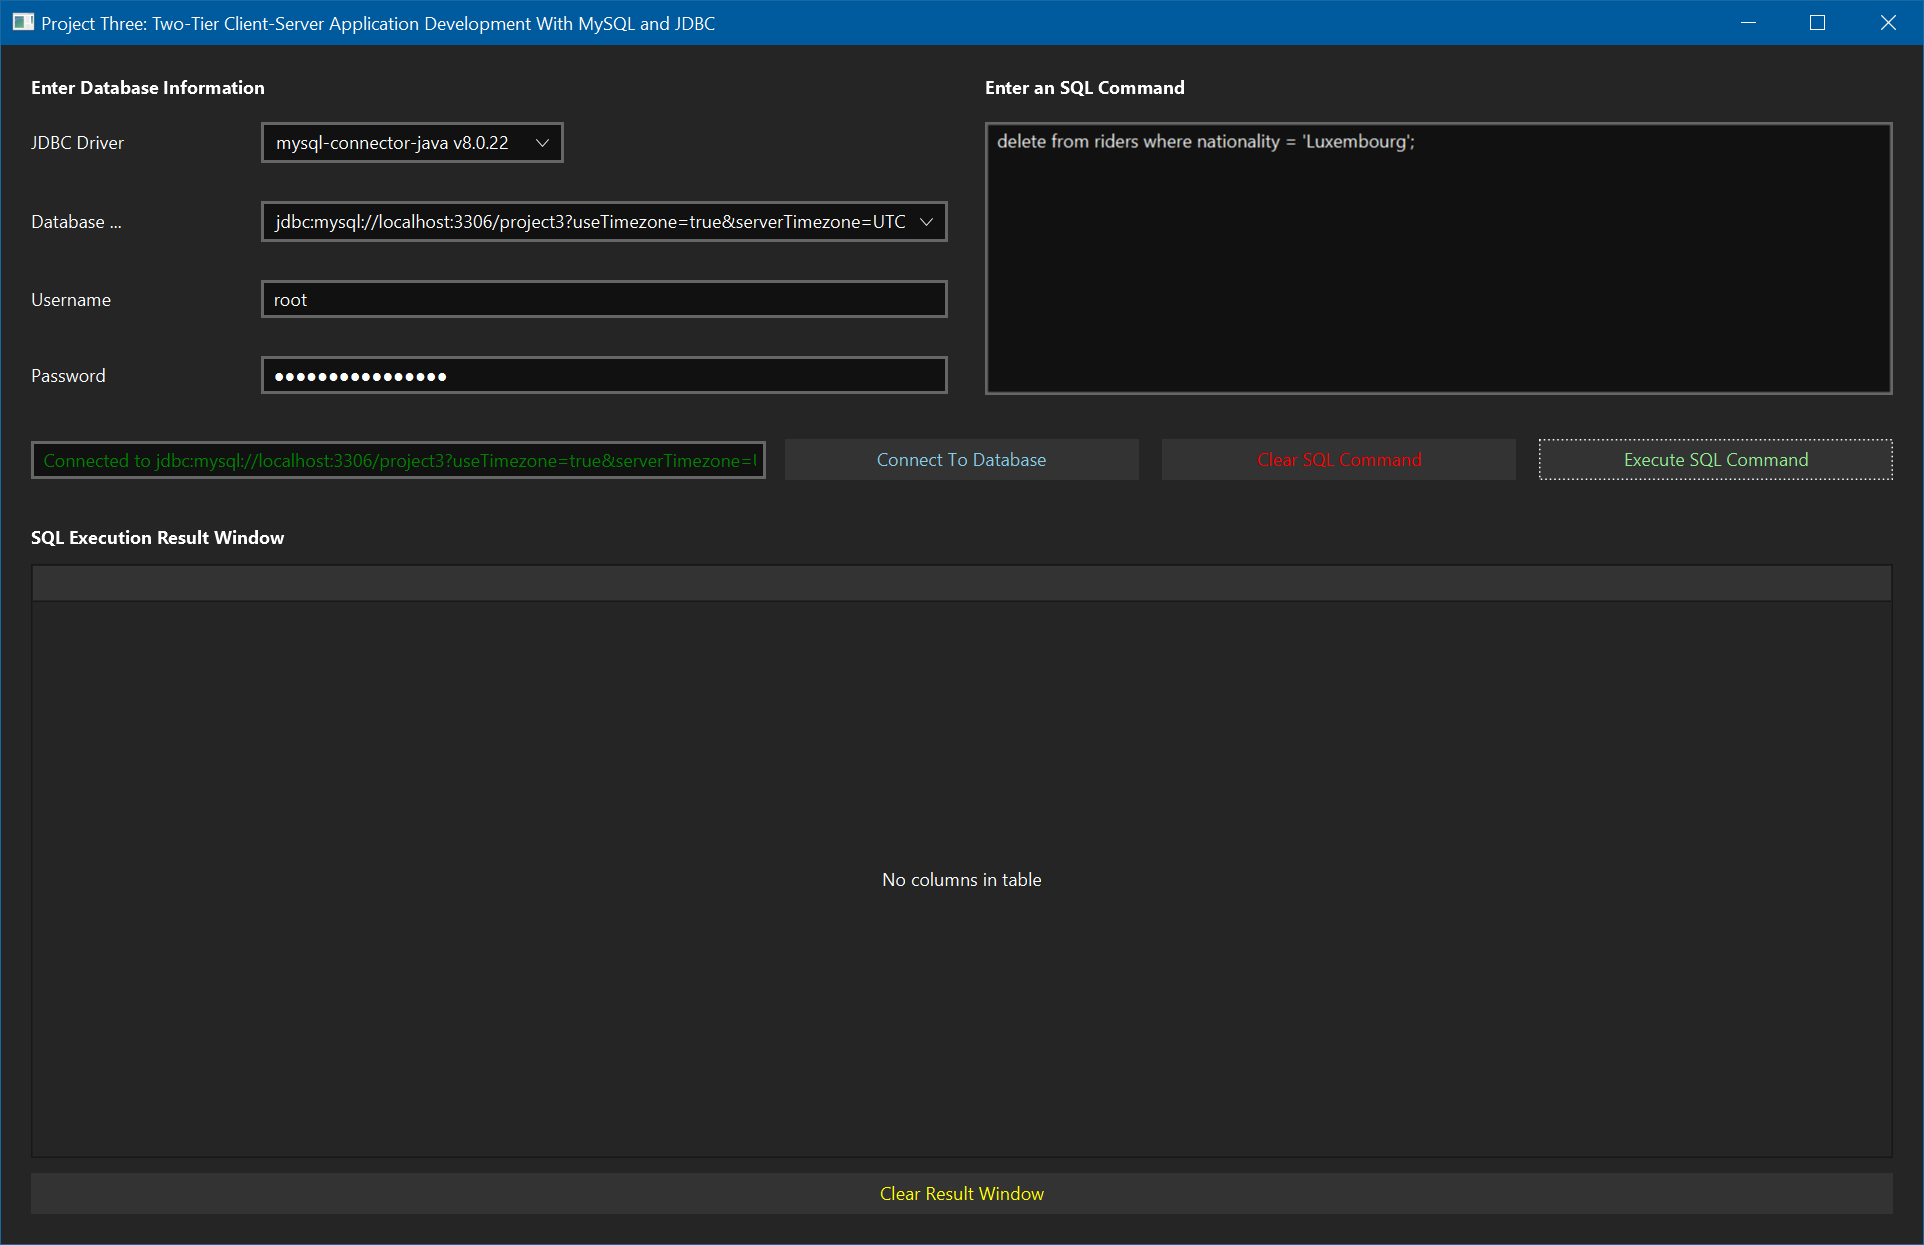 Project Three: Two-Tier Client-Server Application Development With MySQL and JDBC
Enter Database Information
JDBC Driver
mysql-connector-java v8.0.22
Database ...
jdbc:mysql://localhost:3306/project3?useTimezone=true&serverTimezone=UTC
Username
root
Password
●●●●●●●●●●●●●●●●
Enter an SQL Command
delete from riders where nationality = 'Luxembourg';
Connected to jdbc:mysql://localhost:3306/project3?useTimezone=true&serverTimezone=
Connect To Database
Clear SQL Command
Execute SQL Command
SQL Execution Result Window
No columns in table
Clear Result Window